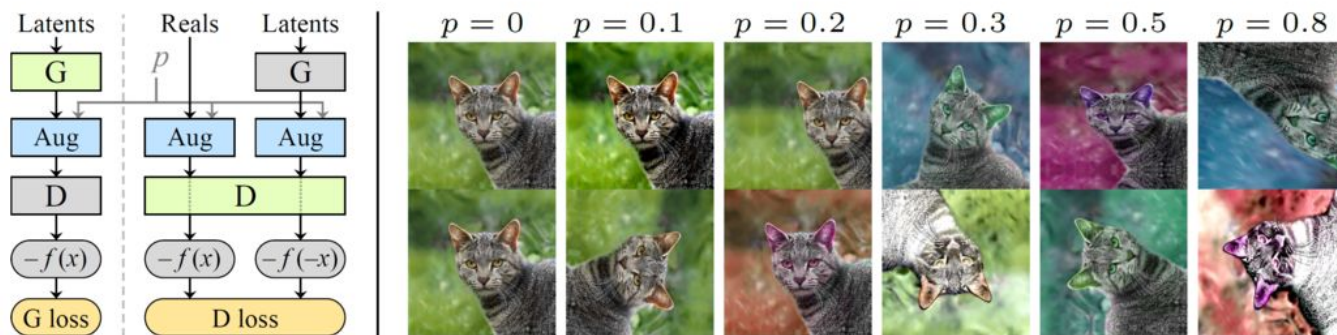 Latents Reals Latents
p
G G
Aug Aug Aug
D D
−f(x) −f(x) −f(−x)
G loss D loss
p = 0 p = 0.1 p = 0.2 p = 0.3 p = 0.5 p = 0.8